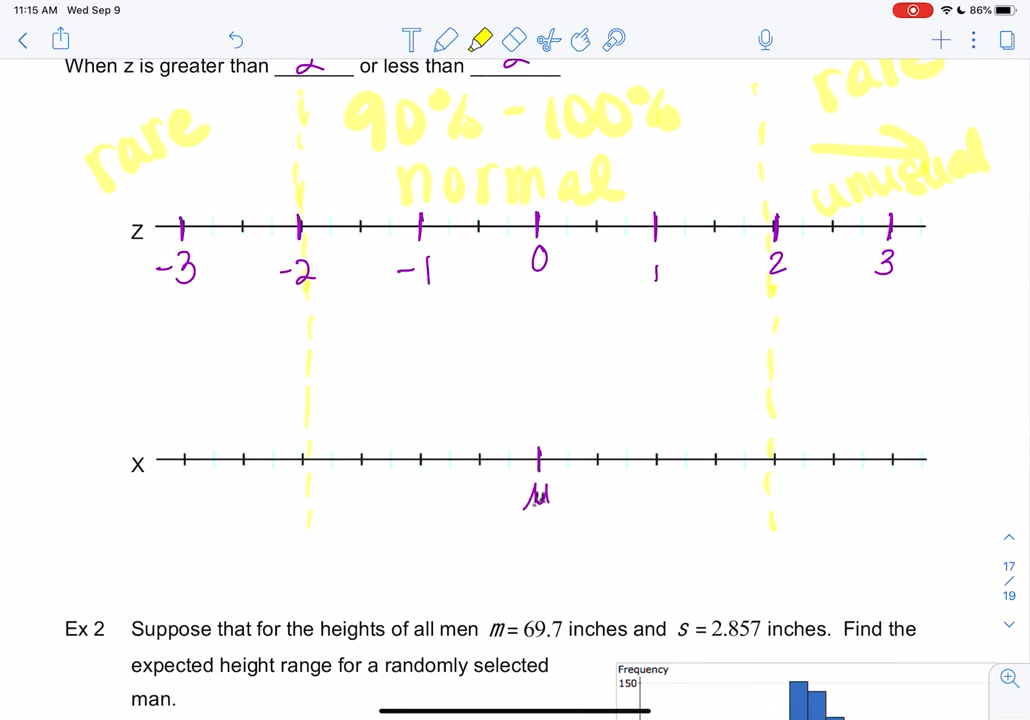 11:15 AM Wed Sep 9
86%
When z is greater than 2 or less than 2
rare
rare
90% - 100%
normal
unusual
Z
-3 -2 -1 0 1 2 3
X
μ
17
/
19
Ex 2 Suppose that for the heights of all men m = 69.7 inches and s = 2.857 inches. Find the
expected height range for a randomly selected
man.
Frequency
150